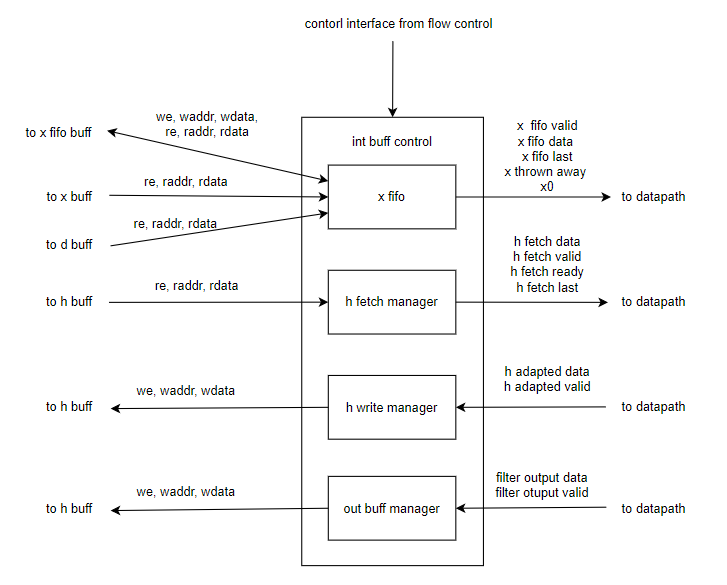 contorl interface from flow control
we, waddr, wdata,
re, raddr, rdata
to x fifo buff
int buff control
x fifo valid
x fifo data
x fifo last
x thrown away
x0
re, raddr, rdata
to x buff
x fifo
to datapath
re, raddr, rdata
to d buff
h fetch data
h fetch valid
h fetch ready
h fetch last
re, raddr, rdata
to h buff
h fetch manager
to datapath
h adapted data
h adapted valid
we, waddr, wdata
to h buff
h write manager
to datapath
filter output data
filter otuput valid
we, waddr, wdata
to h buff
out buff manager
to datapath